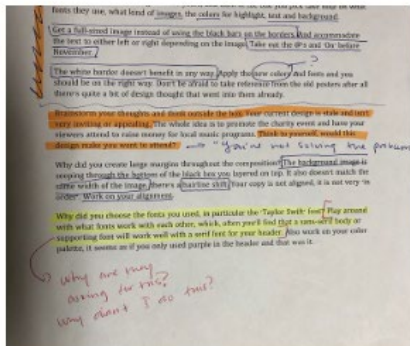 fonts they use, what kind of images, the colors for highlight, text and background.
Get a full-sized image instead of using the black bars on the borders. And accommodate
the text to either left or right depending on the image. Take out the 0's and 'On' before
November.
?
The white border doesn't benefit in any way. Apply the new colors. And fonts and you
should be on the right way. Don't be afraid to take reference from the old posters after all
there's quite a bit of design thought that went into them already.
Brainstorm your thoughts and think outside the box. Your current design is stale and isn't
very inviting or appealing. The whole idea is to promote the charity event and have your
viewers attend to raise money for local music programs. Think to yourself, would this
design make you want to attend?
"You're not solving the problem
Why did you create large margins throughout the composition? The background image is
seeping through the bottom of the black box you layered on top. It also doesn't match the
same width of the image, there's a hairline shift. Your copy is not aligned, it is not very 'in
order'. Work on your alignment.
Why did you choose the fonts you used, in particular the 'Taylor Swift' font? Play around
with what fonts work with each other, which, often you'll find that a sans-serif body or
supporting font will work well with a serif font for your header. Also work on your color
palette, it seems as if you only used purple in the header and that was it.
why are they
asking for this?
Why didn't I do this?